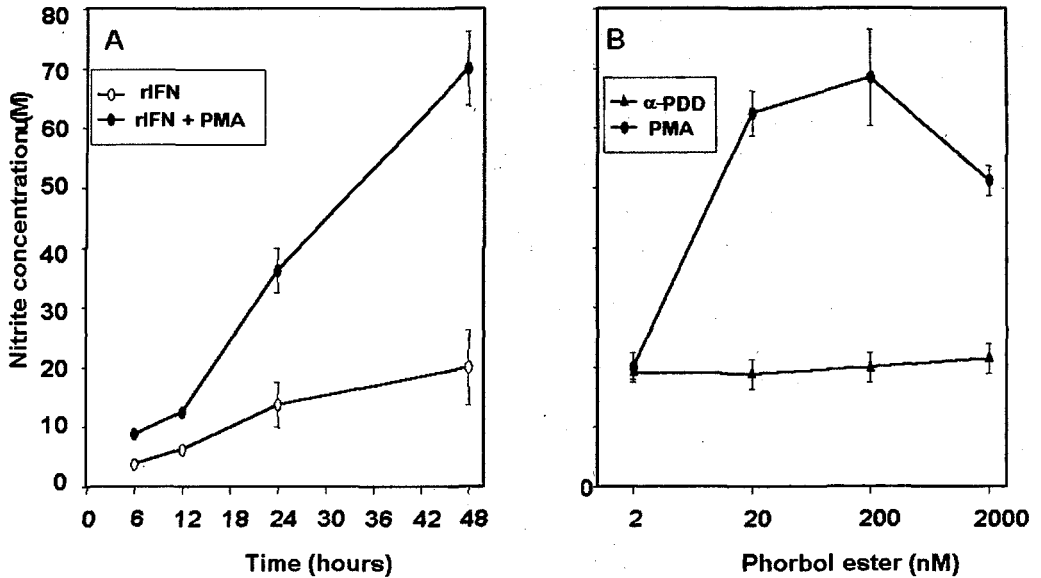 A
rIFN
rIFN + PMA
Nitrite concentration(uM)
80
70
60
50
40
30
20
10
0
0 6 12 18 24 30 36 42 48
Time (hours)
B
α-PDD
PMA
0
2 20 200 2000
Phorbol ester (nM)